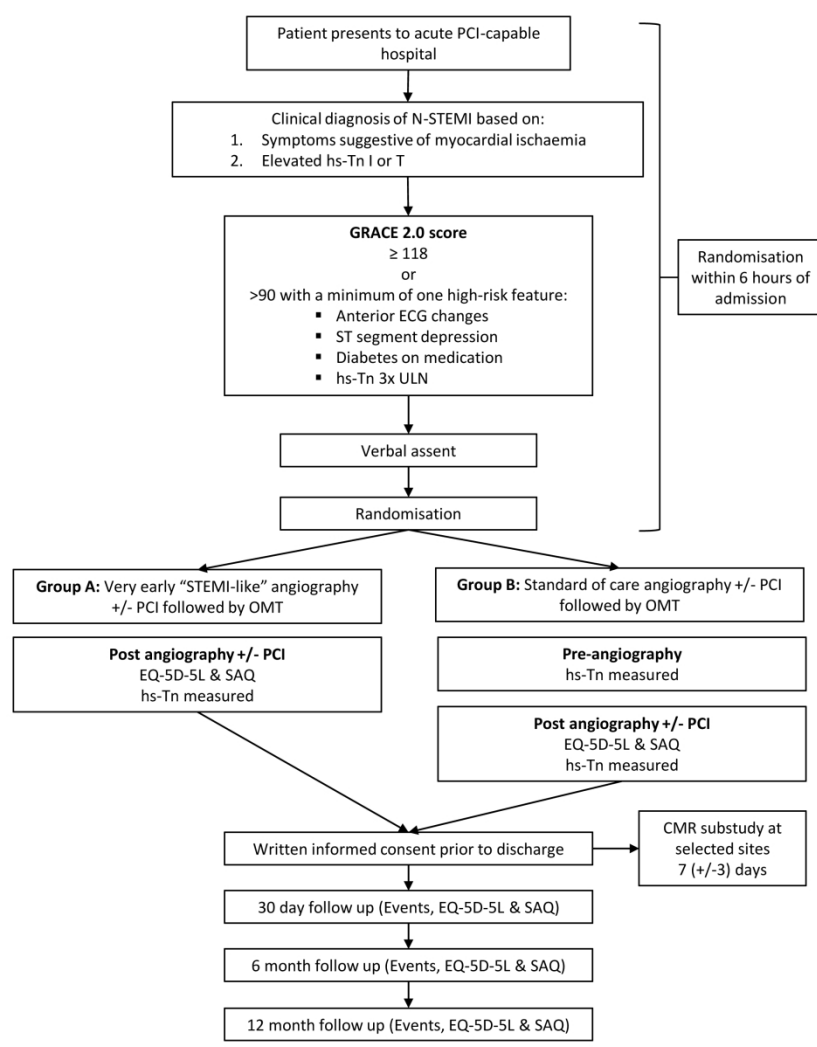 Patient presents to acute PCI-capable
hospital
Clinical diagnosis of N-STEMI based on:
1. Symptoms suggestive of myocardial ischaemia
2. Elevated hs-Tn I or T
GRACE 2.0 score
≥ 118
or
>90 with a minimum of one high-risk feature:
▪ Anterior ECG changes
▪ ST segment depression
▪ Diabetes on medication
▪ hs-Tn 3x ULN
Randomisation
within 6 hours of
admission
Verbal assent
Randomisation
Group A: Very early “STEMI-like” angiography
+/- PCI followed by OMT
Group B: Standard of care angiography +/- PCI
followed by OMT
Post angiography +/- PCI
EQ-5D-5L & SAQ
hs-Tn measured
Pre-angiography
hs-Tn measured
Post angiography +/- PCI
EQ-5D-5L & SAQ
hs-Tn measured
Written informed consent prior to discharge
CMR substudy at
selected sites
7 (+/-3) days
30 day follow up (Events, EQ-5D-5L & SAQ)
6 month follow up (Events, EQ-5D-5L & SAQ)
12 month follow up (Events, EQ-5D-5L & SAQ)